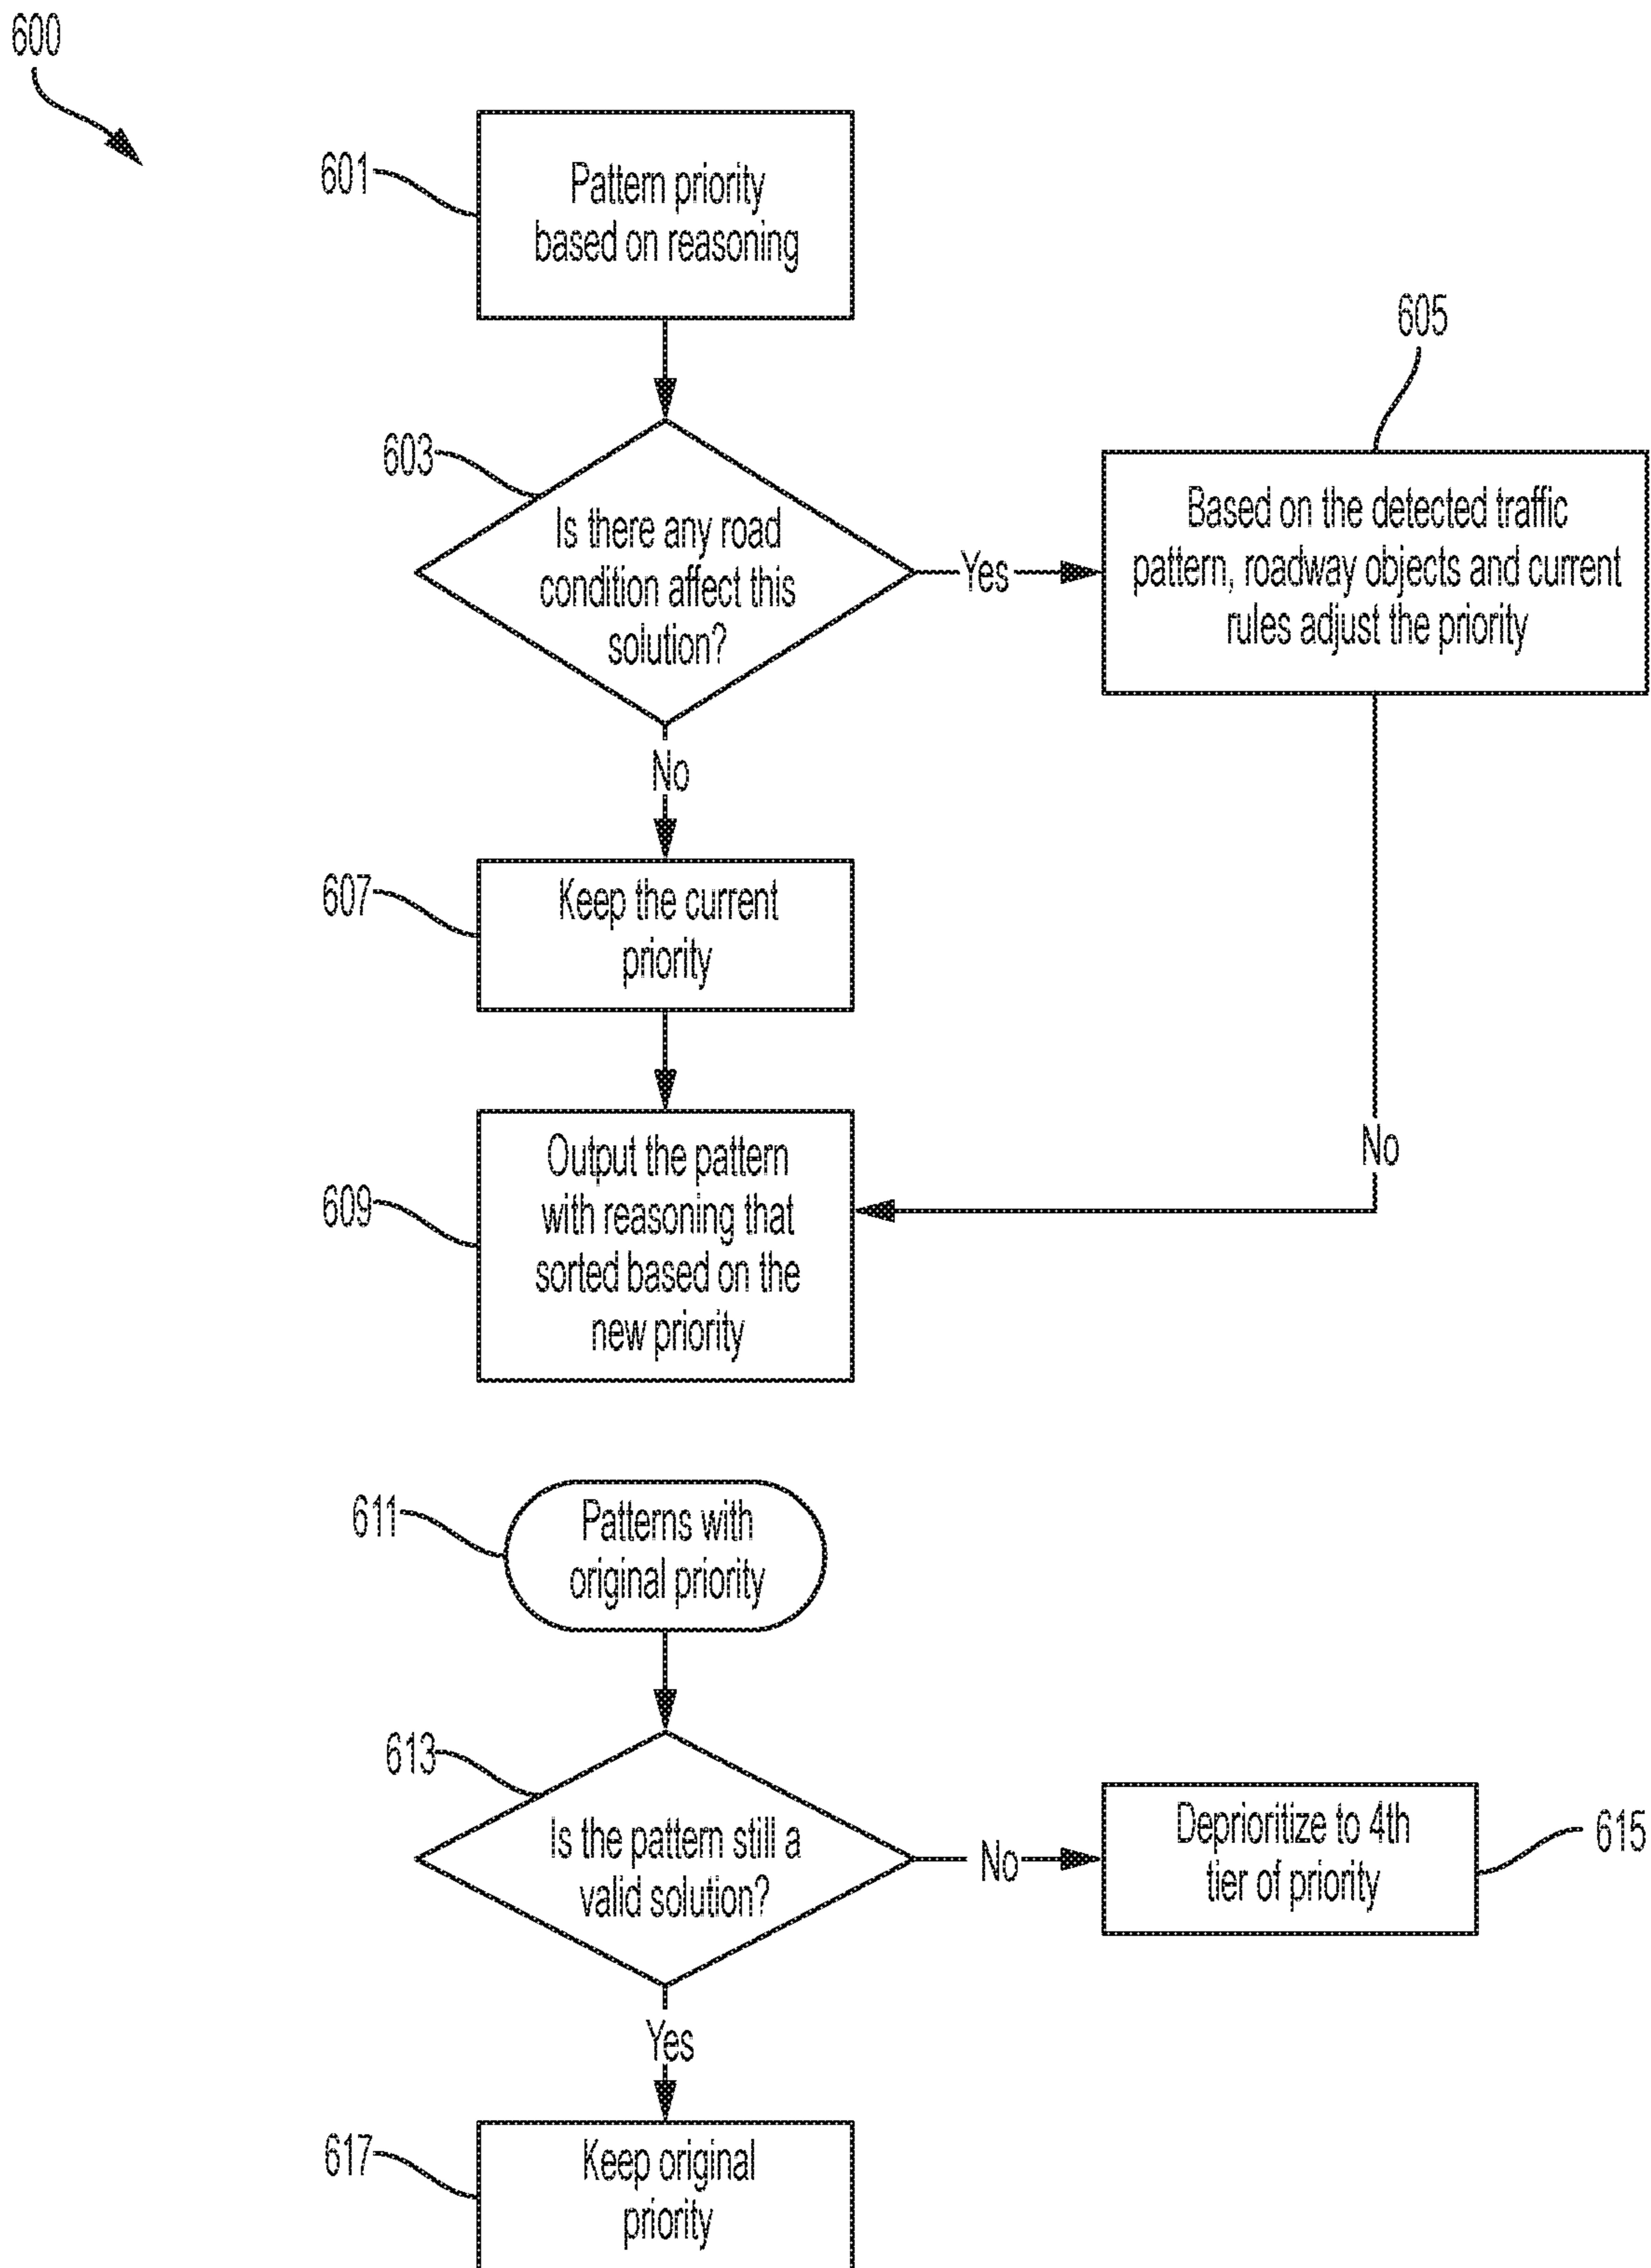 600
601
Pattern priority
based on reasoning
605
603
Is there any road
condition affect this
solution?
Yes
Based on the detected traffic
pattern, roadway objects and current
rules adjust the priority
No
607
Keep the current
priority
609
Output the pattern
with reasoning that
sorted based on the
new priority
No
611
Patterns with
original priority
613
Is the pattern still a
valid solution?
No
Deprioritize to 4th
tier of priority
615
Yes
617
Keep original
priority